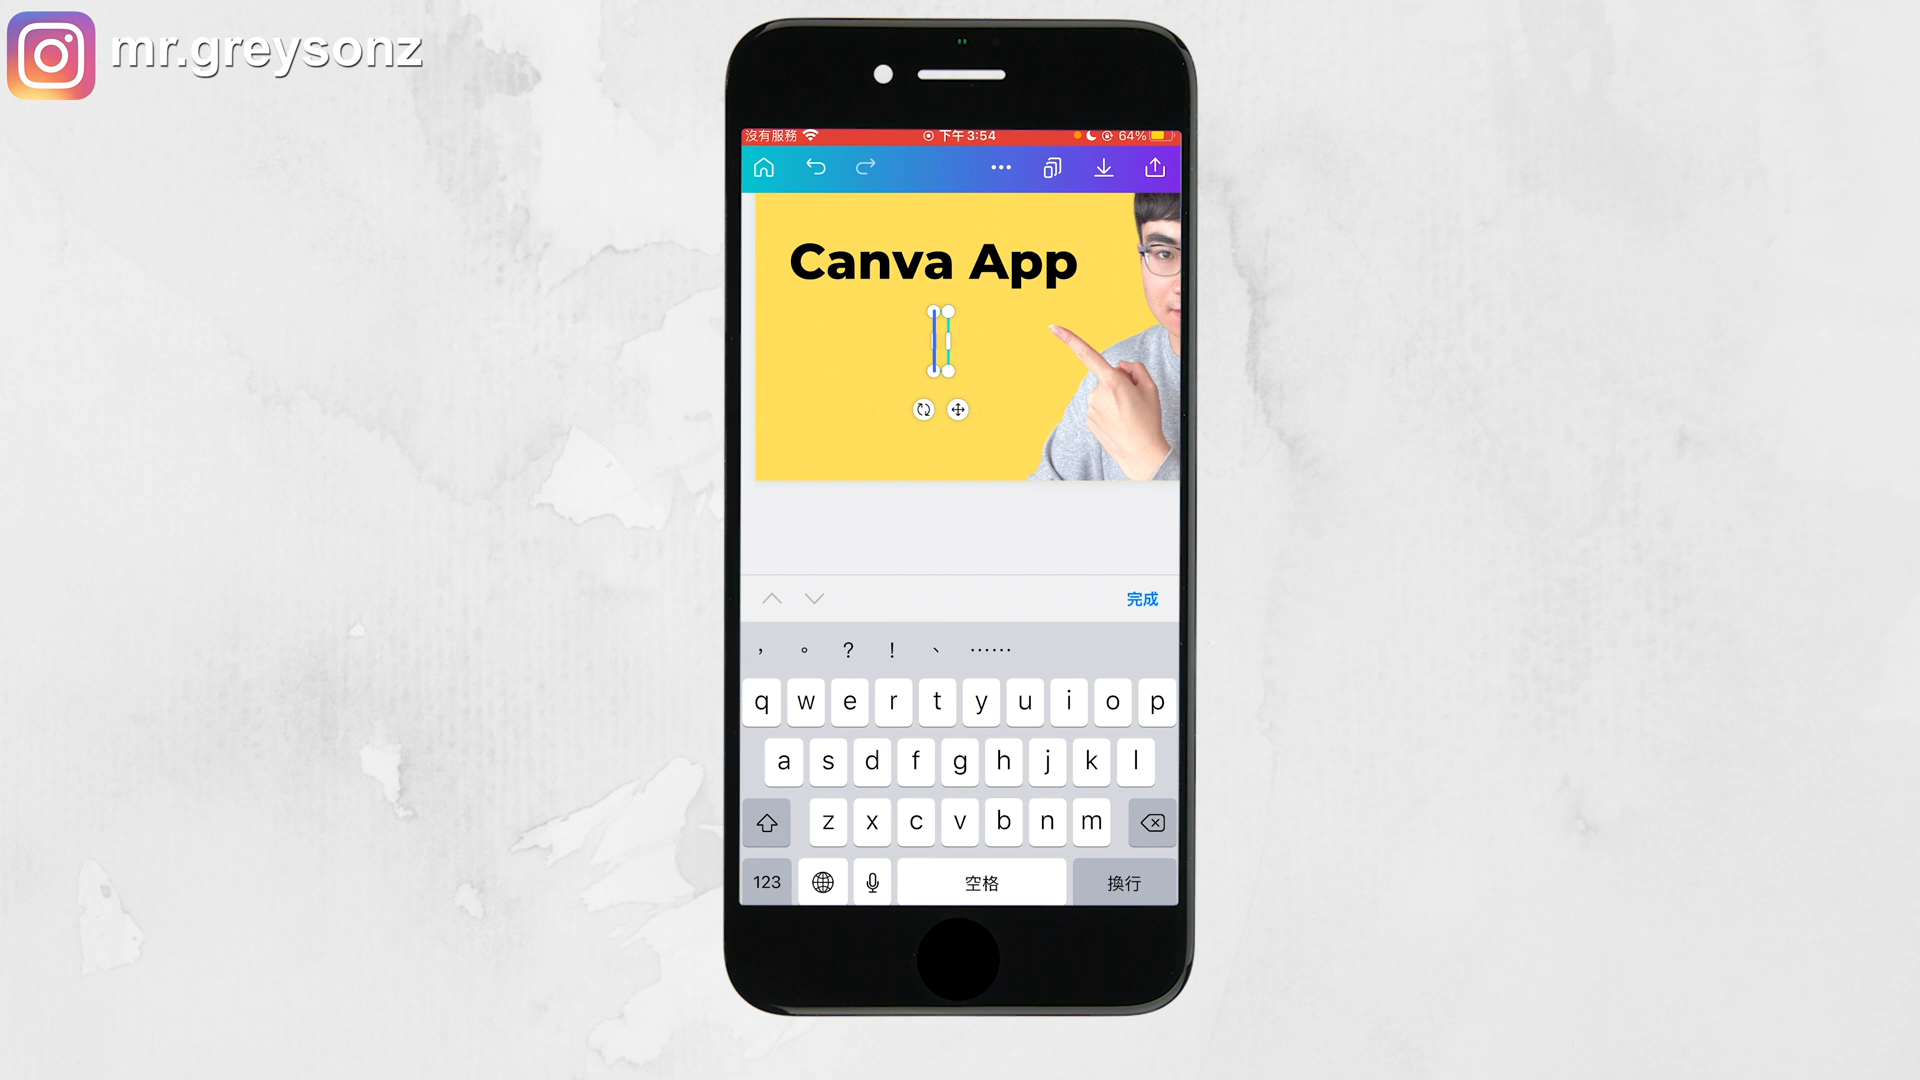 mr.greysonz
沒有服務
下午3:54
64%
Canva App
完成
， 。 ? ! 、 ⋯⋯
q w e r t y u i o p
a s d f g h j k l
z x c v b n m
123 空格 換行